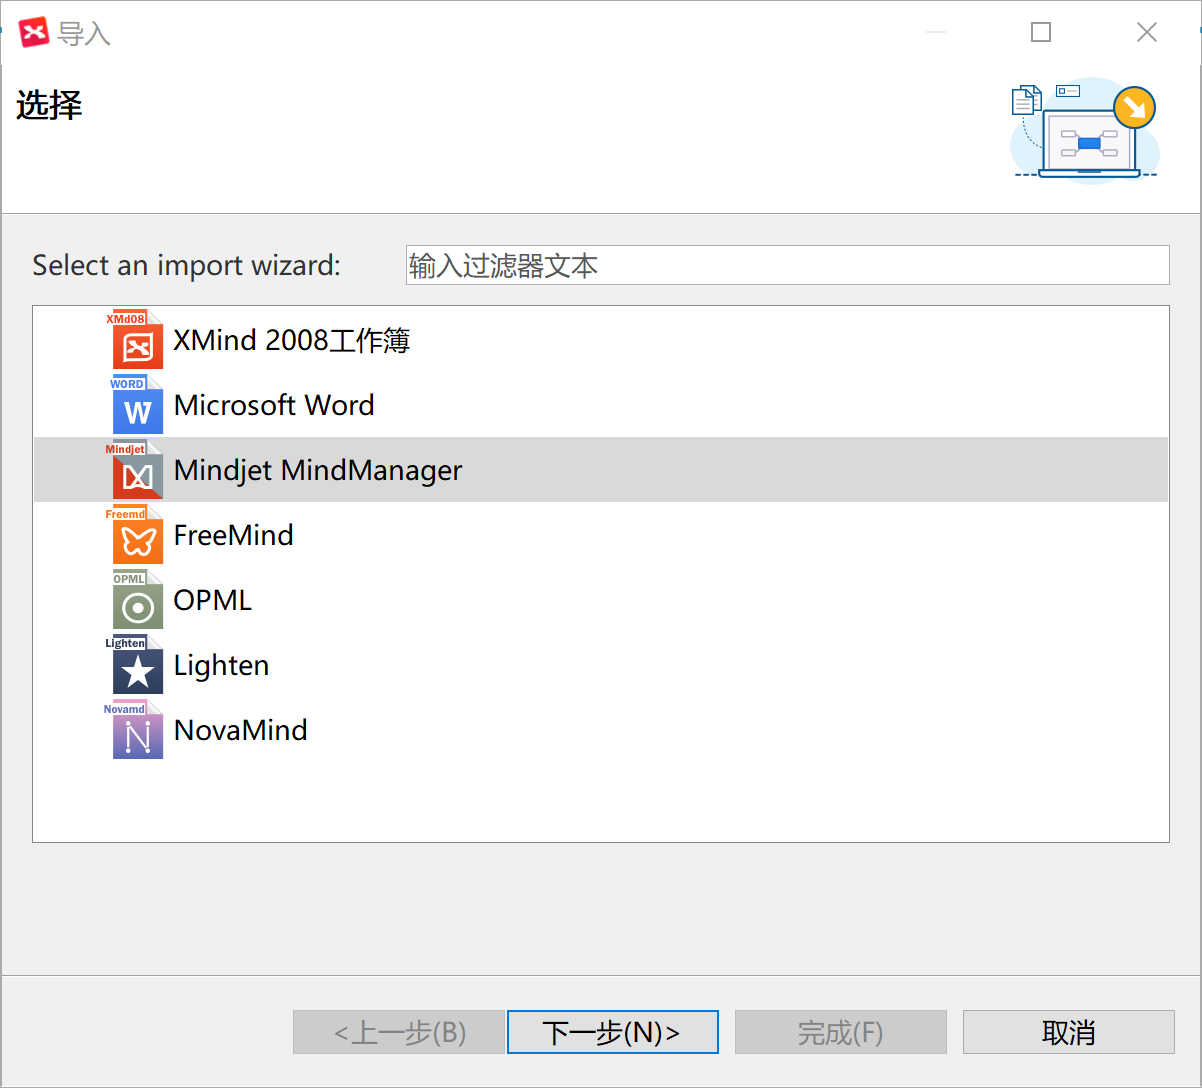 导入
选择
Select an import wizard:
输入过滤器文本
XMd08
XMind 2008工作簿
WORD
W
Microsoft Word
Mindjet
Mindjet MindManager
Freemd
FreeMind
OPML
OPML
Lighten
Lighten
Novamd
N
NovaMind
<上一步(B)
下一步(N)>
完成(F)
取消